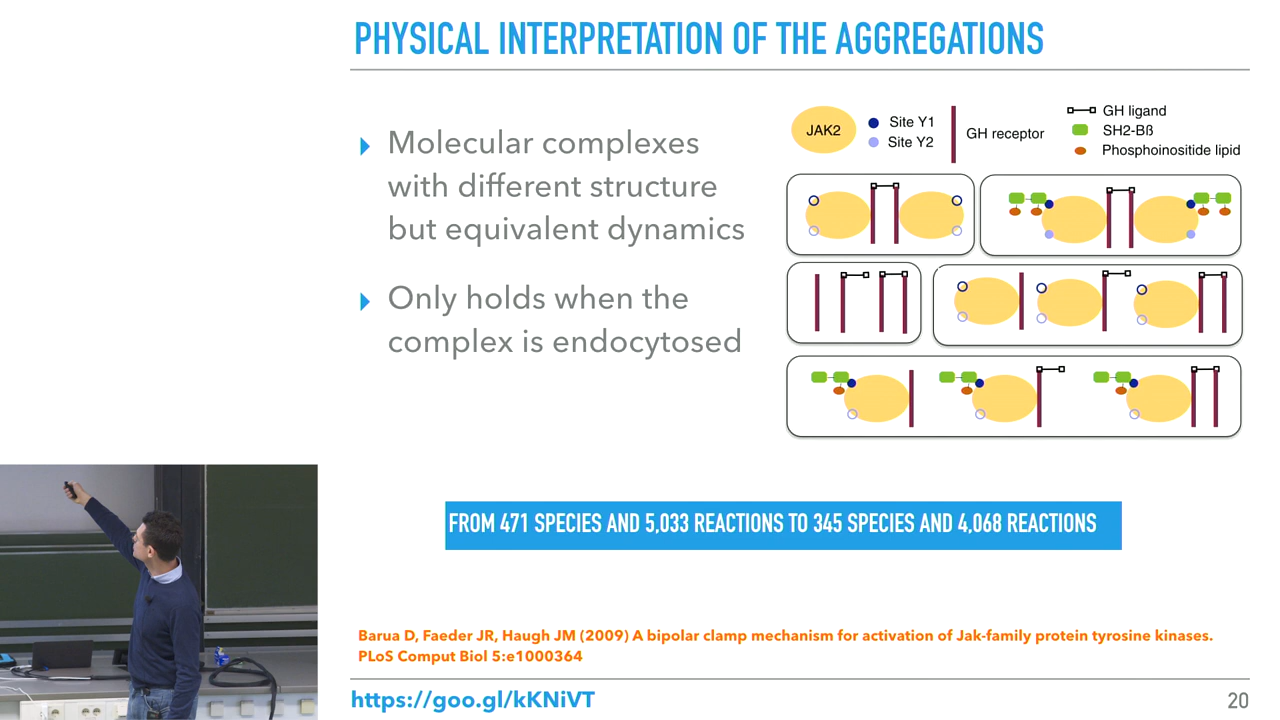 PHYSICAL INTERPRETATION OF THE AGGREGATIONS
Molecular complexes
with different structure
but equivalent dynamics
Only holds when the
complex is endocytosed
JAK2
Site Y1
Site Y2
GH receptor
GH ligand
SH2-Bß
Phosphoinositide lipid
FROM 471 SPECIES AND 5,033 REACTIONS TO 345 SPECIES AND 4,068 REACTIONS
Barua D, Faeder JR, Haugh JM (2009) A bipolar clamp mechanism for activation of Jak-family protein tyrosine kinases.
PLoS Comput Biol 5:e1000364
https://goo.gl/kKNiVT
20